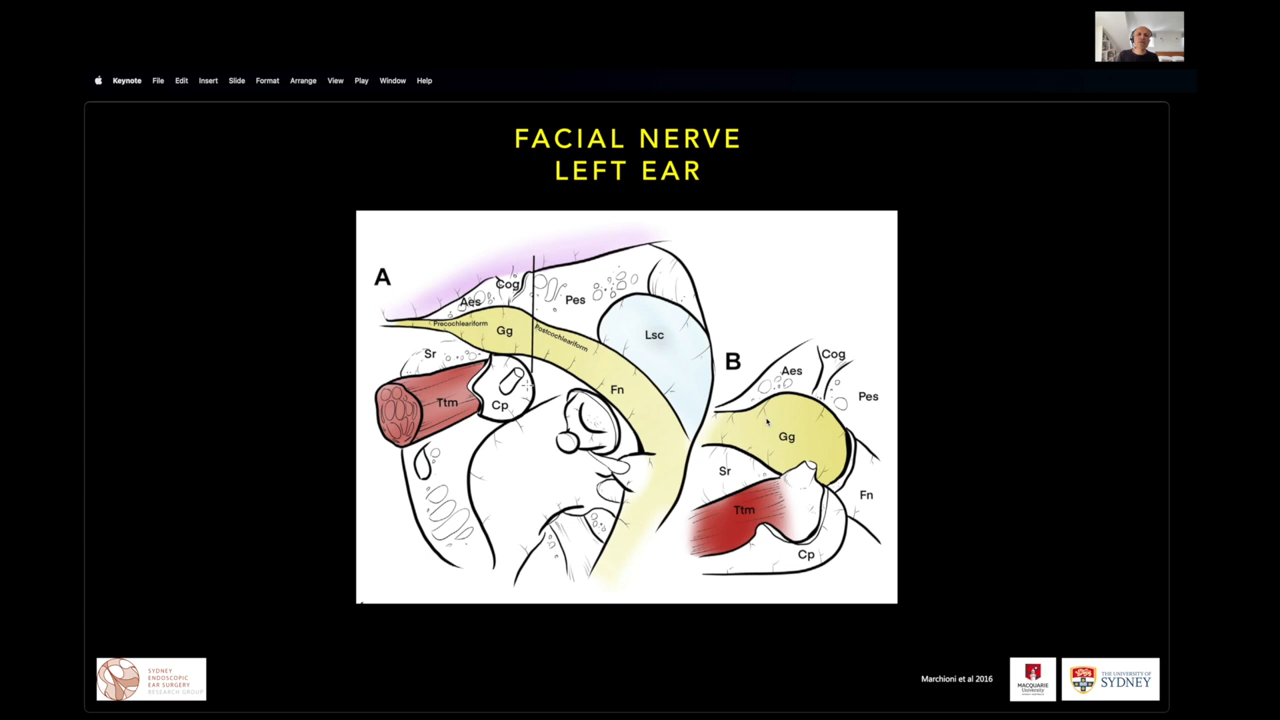 Keynote File Edit Insert Slide Format Arrange View Play Window Help
FACIAL NERVE
LEFT EAR
A
Cog
Aes
Pes
Precochleariform
Gg
Postcochleariform
Lsc
Sr
Fn
Ttm
Cp
B
Cog
Aes
Pes
Gg
Sr
Fn
Ttm
Cp
SYDNEY
ENDOSCOPIC
EAR SURGERY
RESEARCH GROUP
Marchioni et al 2016
MACQUARIE
University
THE UNIVERSITY OF
SYDNEY